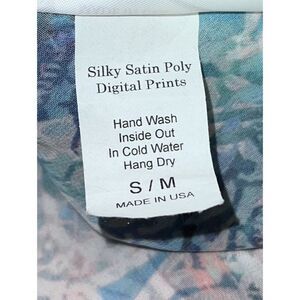 Silky Satin Poly
Digital Prints
Hand Wash
Inside Out
In Cold Water
Hang Dry
S / M
MADE IN USA